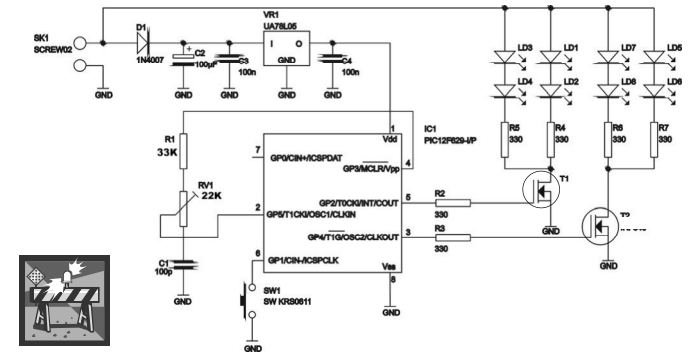 SK1
SCREW02
D1
1N4007
C2
100µF
GND
C3
100n
GND
VR1
UA78L05
I
O
GND
GND
C4
100n
GND
LD3
LD1
LD7
LD5
LD4
LD2
LD8
LD6
R5
330
R4
330
R6
330
R7
330
R1
33K
RV1
22K
C1
100p
GND
IC1
PIC12F629-I/P
1
Vdd
7
GP0/CIN+/ICSPDAT
GP3/MCLR/Vpp
4
GP2/T0CKI/INT/COUT
5
2
GP5/T1CKI/OSC1/CLKIN
GP4/T1G/OSC2/CLKOUT
3
6
GP1/CIN-/ICSPCLK
Vss
8
GND
R2
330
R3
330
T1
GND
GND
SW1
SW KRS0611
GND